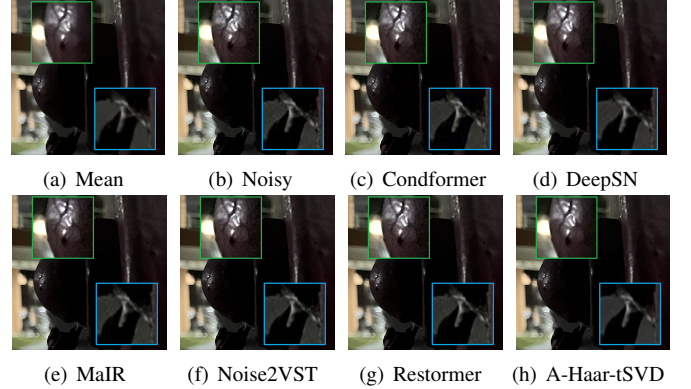 (a) Mean
(b) Noisy
(c) Condformer
(d) DeepSN
(e) MaIR
(f) Noise2VST
(g) Restormer
(h) A-Haar-tSVD